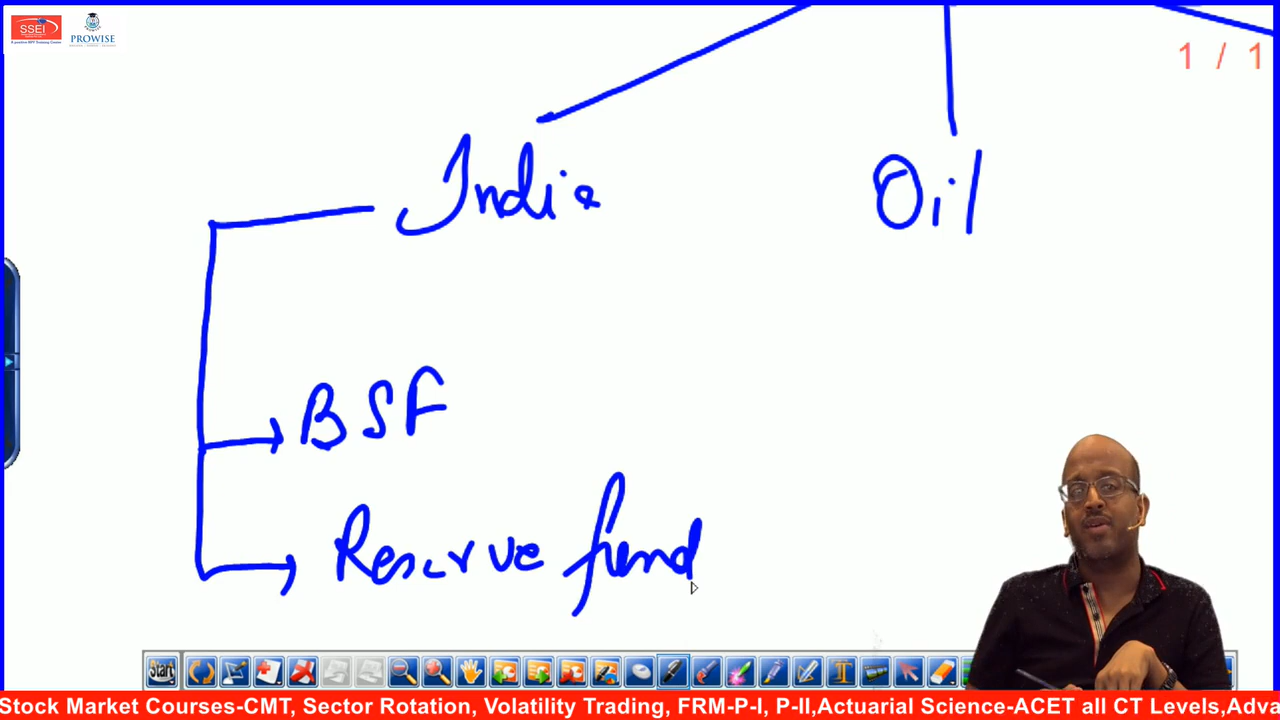 SSEI
PROWISE
1 / 1
India
Oil
BSF
Reserve fund
Start
Stock Market Courses-CMT, Sector Rotation, Volatility Trading, FRM-P-I, P-II,Actuarial Science-ACET all CT Levels,Adva